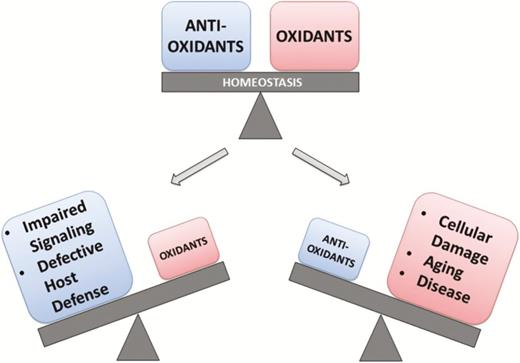 ANTI-
OXIDANTS
OXIDANTS
HOMEOSTASIS
• Impaired
Signaling
• Defective
Host
Defense
OXIDANTS
ANTI-
OXIDANTS
• Cellular
Damage
• Aging
• Disease